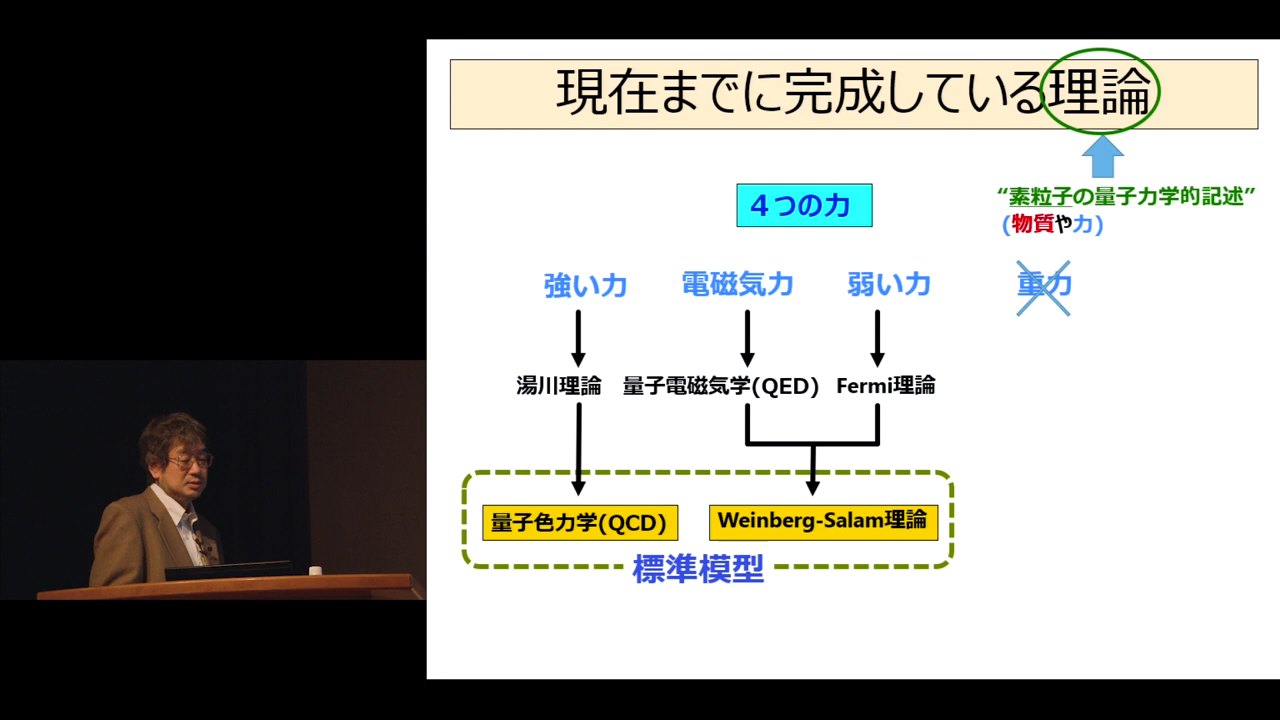 現在までに完成している理論
“素粒子の量子力学的記述”
(物質や力)
４つの力
強い力 電磁気力 弱い力 重力
湯川理論 量子電磁気学(QED) Fermi理論
量子色力学(QCD) Weinberg-Salam理論
標準模型